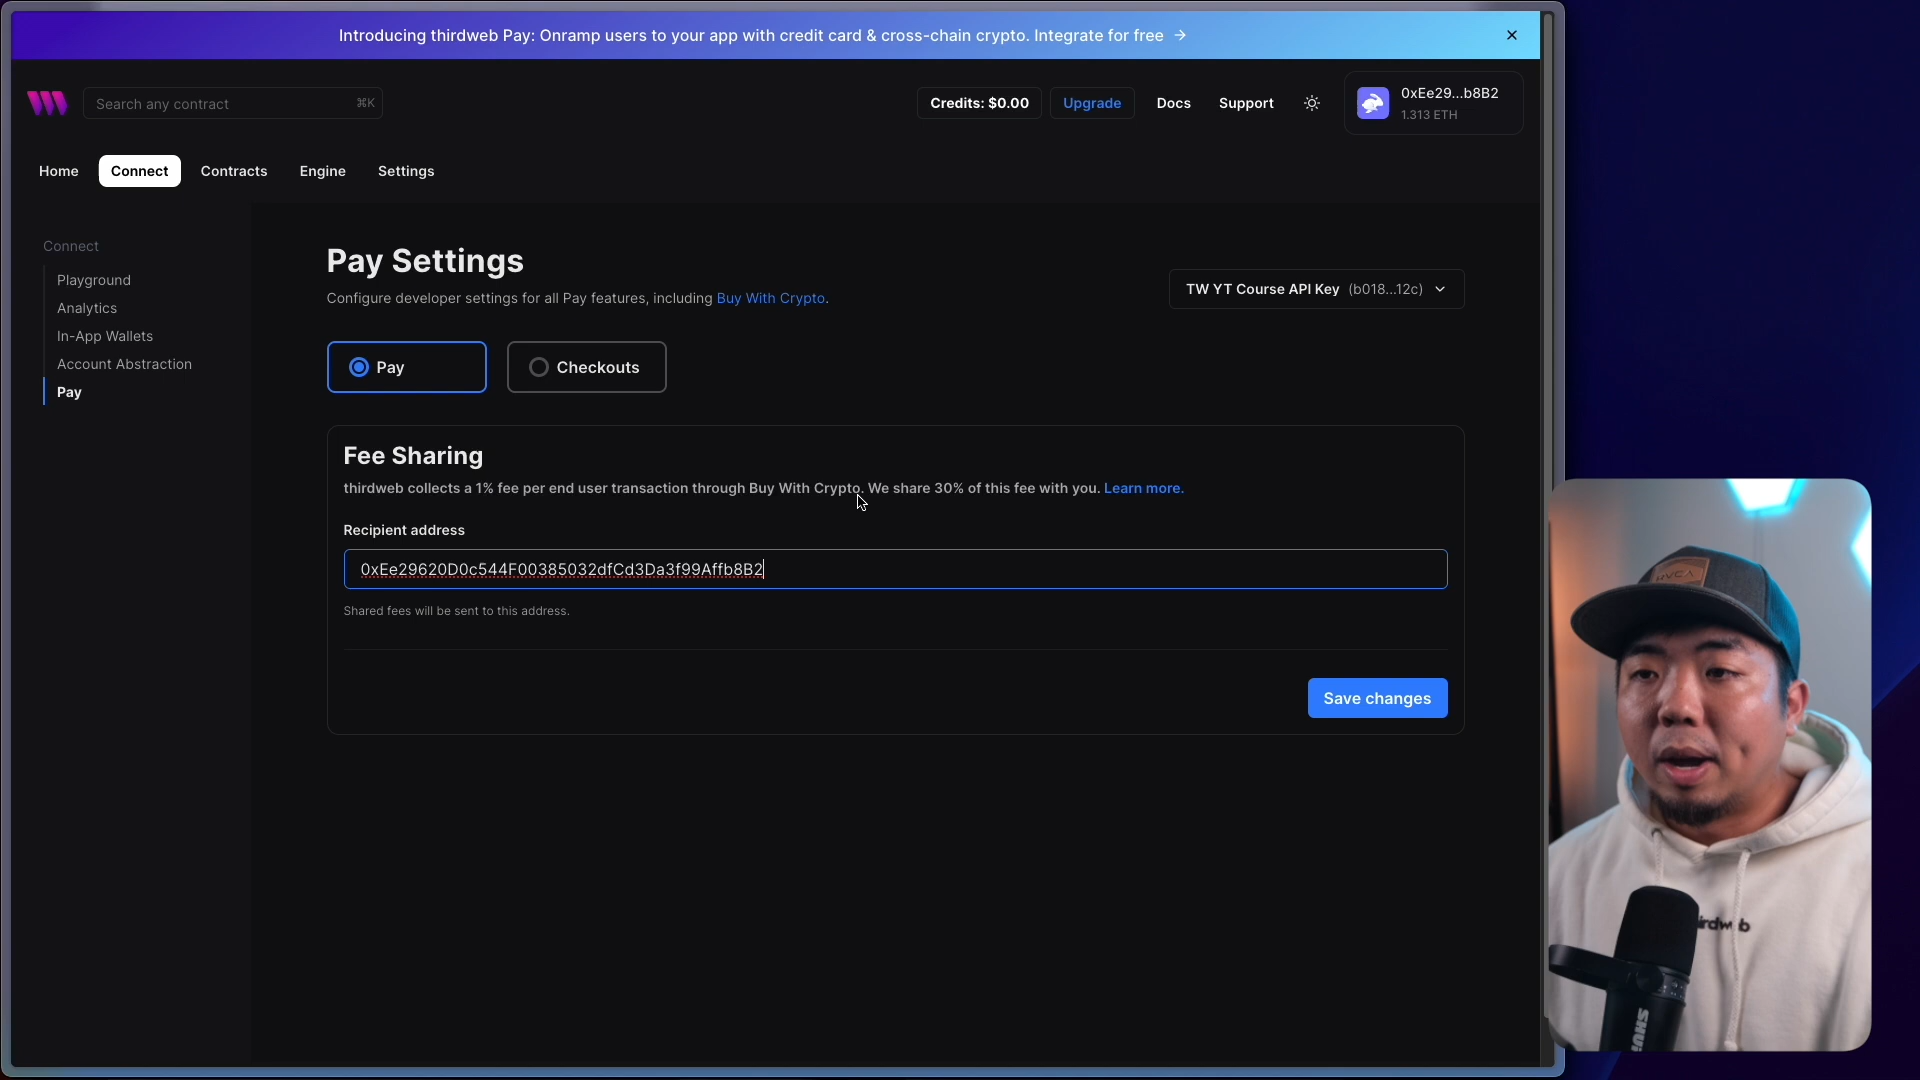 Introducing thirdweb Pay: Onramp users to your app with credit card & cross-chain crypto. Integrate for free →
Search any contract ⌘K
Credits: $0.00
Upgrade
Docs
Support
0xEe29...b8B2
1.313 ETH
Home
Connect
Contracts
Engine
Settings
Connect
Playground
Analytics
In-App Wallets
Account Abstraction
Pay
Pay Settings
Configure developer settings for all Pay features, including Buy With Crypto.
TW YT Course API Key (b018...12c)
Pay
Checkouts
Fee Sharing
thirdweb collects a 1% fee per end user transaction through Buy With Crypto. We share 30% of this fee with you. Learn more.
Recipient address
0xEe29620D0c544F00385032dfCd3Da3f99Affb8B2
Shared fees will be sent to this address.
Save changes
RVCA